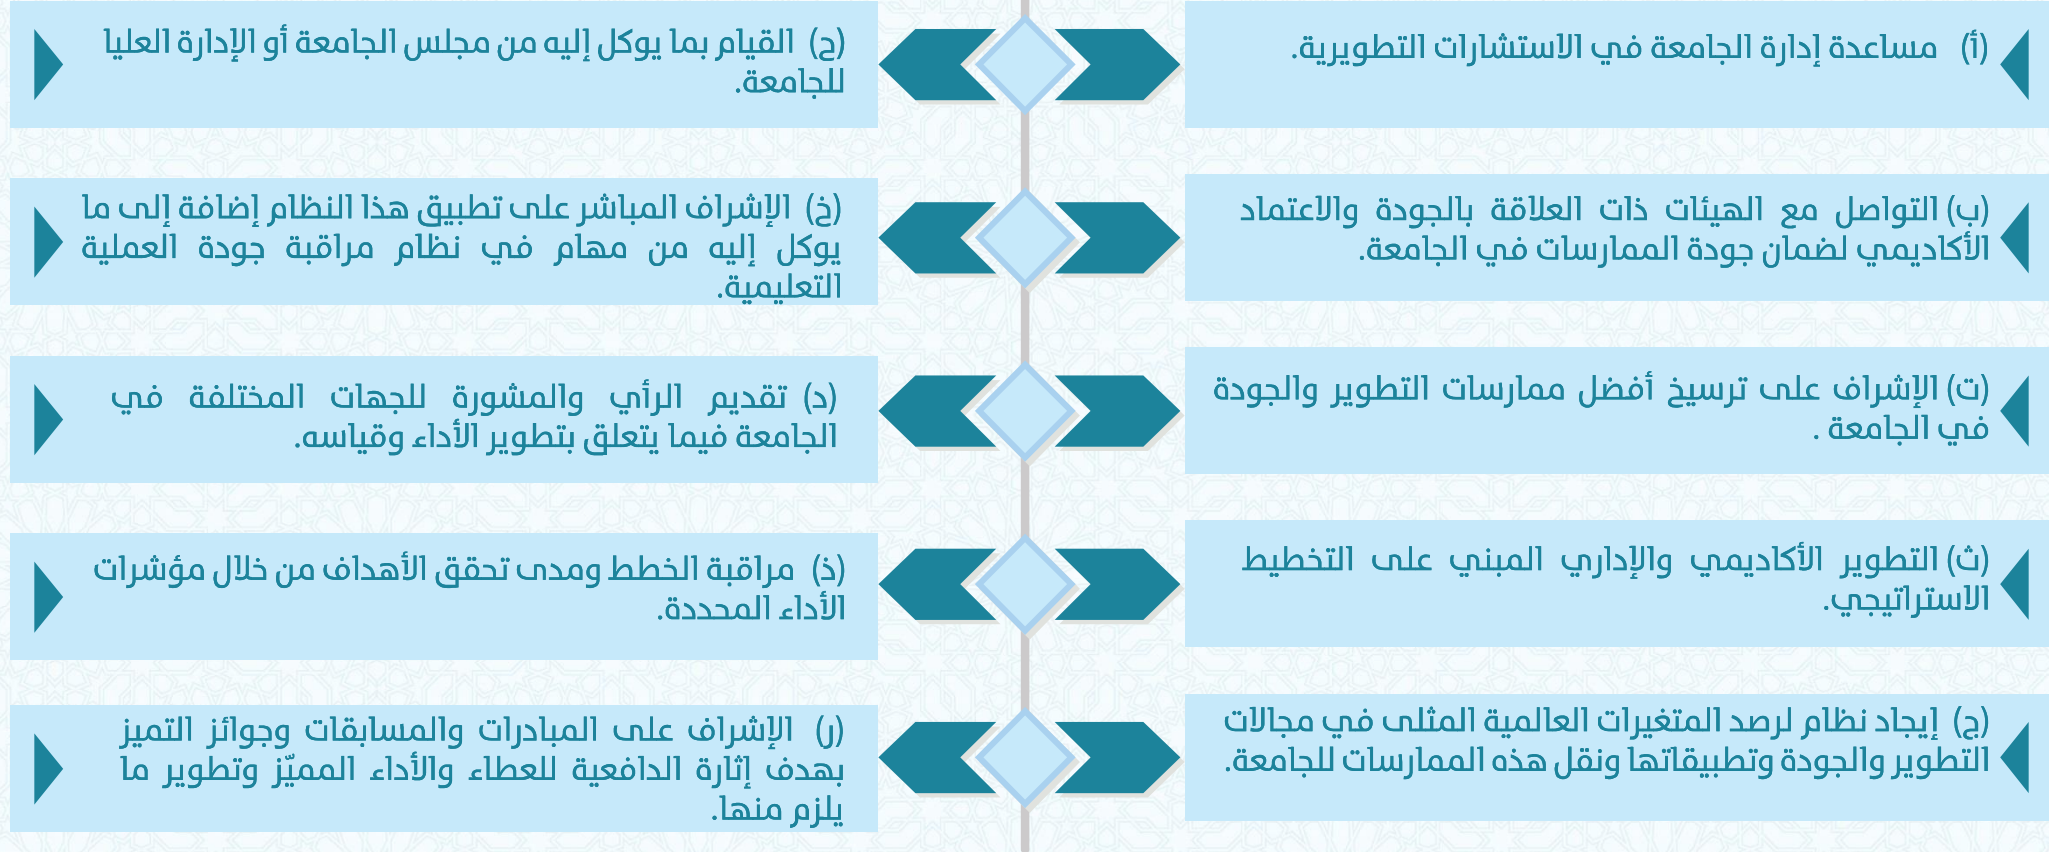 (أ) مساعدة إدارة الجامعة في الاستشارات التطويرية.
(ب) التواصل مع الهيئات ذات العلاقة بالجودة والاعتماد
الأكاديمي لضمان جودة الممارسات في الجامعة.
(ت) الإشراف على ترسيخ أفضل ممارسات التطوير والجودة
في الجامعة .
(ث) التطوير الأكاديمي والإداري المبني على التخطيط
الاستراتيجي.
(ج) إيجاد نظام لرصد المتغيرات العالمية المثلى في مجالات
التطوير والجودة وتطبيقاتها ونقل هذه الممارسات للجامعة.
(ح) القيام بما يوكل إليه من مجلس الجامعة أو الإدارة العليا
للجامعة.
(خ) الإشراف المباشر على تطبيق هذا النظام إضافة إلى ما
يوكل إليه من مهام في نظام مراقبة جودة العملية
التعليمية.
(د) تقديم الرأي والمشورة للجهات المختلفة في
الجامعة فيما يتعلق بتطوير الأداء وقياسه.
(ذ) مراقبة الخطط ومدى تحقق الأهداف من خلال مؤشرات
الأداء المحددة.
(ر) الإشراف على المبادرات والمسابقات وجوائز التميز
بهدف إثارة الدافعية للعطاء والأداء المميّز وتطوير ما
يلزم منها.